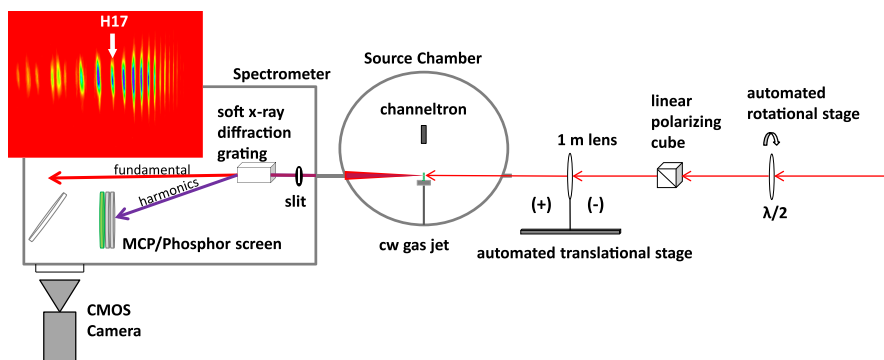 H17
Spectrometer
Source Chamber
soft x-ray
diffraction
grating
channeltron
1 m lens
linear
polarizing
cube
automated
rotational stage
fundamental
harmonics
slit
(+) (-)
λ/2
MCP/Phosphor screen
cw gas jet
automated translational stage
CMOS
Camera